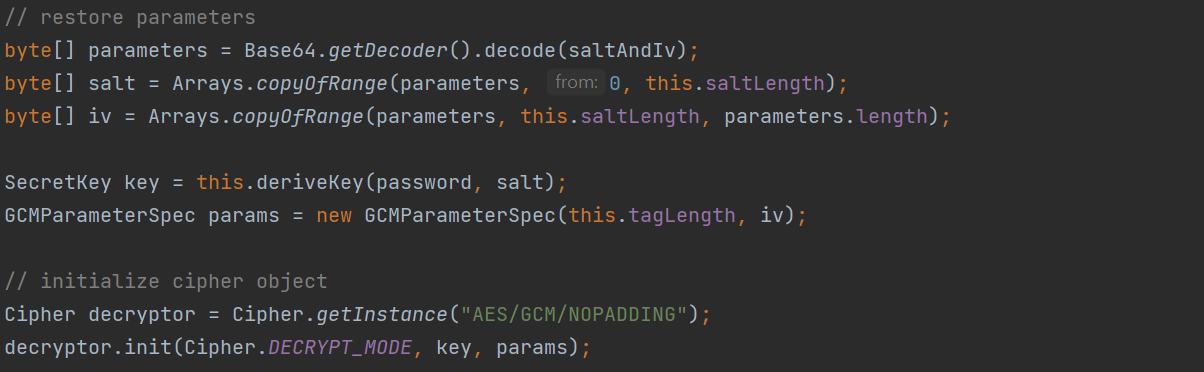 // restore parameters
byte[] parameters = Base64.getDecoder().decode(saltAndIv);
byte[] salt = Arrays.copyOfRange(parameters, from: 0, this.saltLength);
byte[] iv = Arrays.copyOfRange(parameters, this.saltLength, parameters.length);
SecretKey key = this.deriveKey(password, salt);
GCMParameterSpec params = new GCMParameterSpec(this.tagLength, iv);
// initialize cipher object
Cipher decryptor = Cipher.getInstance("AES/GCM/NOPADDING");
decryptor.init(Cipher.DECRYPT_MODE, key, params);